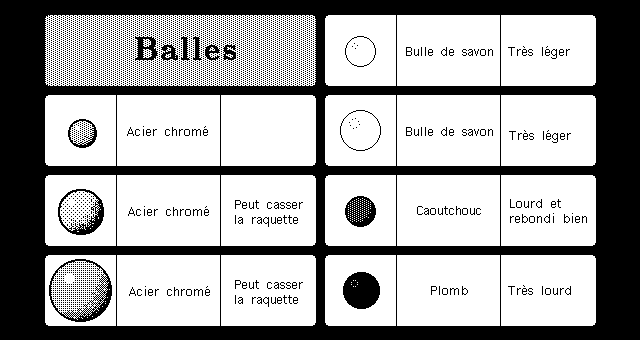 Balles
Acier chromé
Acier chromé
Peut casser
la raquette
Acier chromé
Peut casser
la raquette
Bulle de savon
Très léger
Bulle de savon
Très léger
Caoutchouc
Lourd et
rebondi bien
Plomb
Très lourd